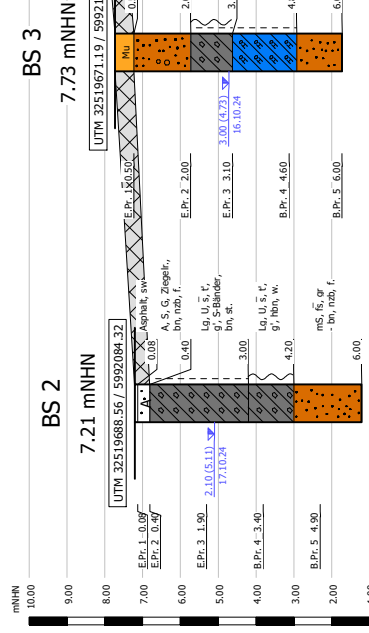 BS 3
7.73 mNHN
UTM 32519671.19 / 59921
Mu
3.00 (4.73)
16.10.24
E.Pr. 1 0.50
E.Pr. 2 2.00
E.Pr. 3 3.10
B.Pr. 4 4.60
B.Pr. 5 6.00
BS 2
7.21 mNHN
UTM 32519688.56 / 5992084.32
A
Asphalt, sw
0.08
A, S, G, Ziegelr.,
bn, nzb, f.
0.40
Lg, U, s̄, t',
g', S-Bänder,
bn, st.
3.00
Lg, U, s̄, t',
g', hbn, w.
4.20
mS, fs̄, gr
- bn, nzb, f.
6.00
2.10 (5.11)
17.10.24
E.Pr. 1 0.08
E.Pr. 2 0.40
E.Pr. 3 1.90
B.Pr. 4 3.40
B.Pr. 5 4.90
mNHN
10.00
9.00
8.00
7.00
6.00
5.00
4.00
3.00
2.00